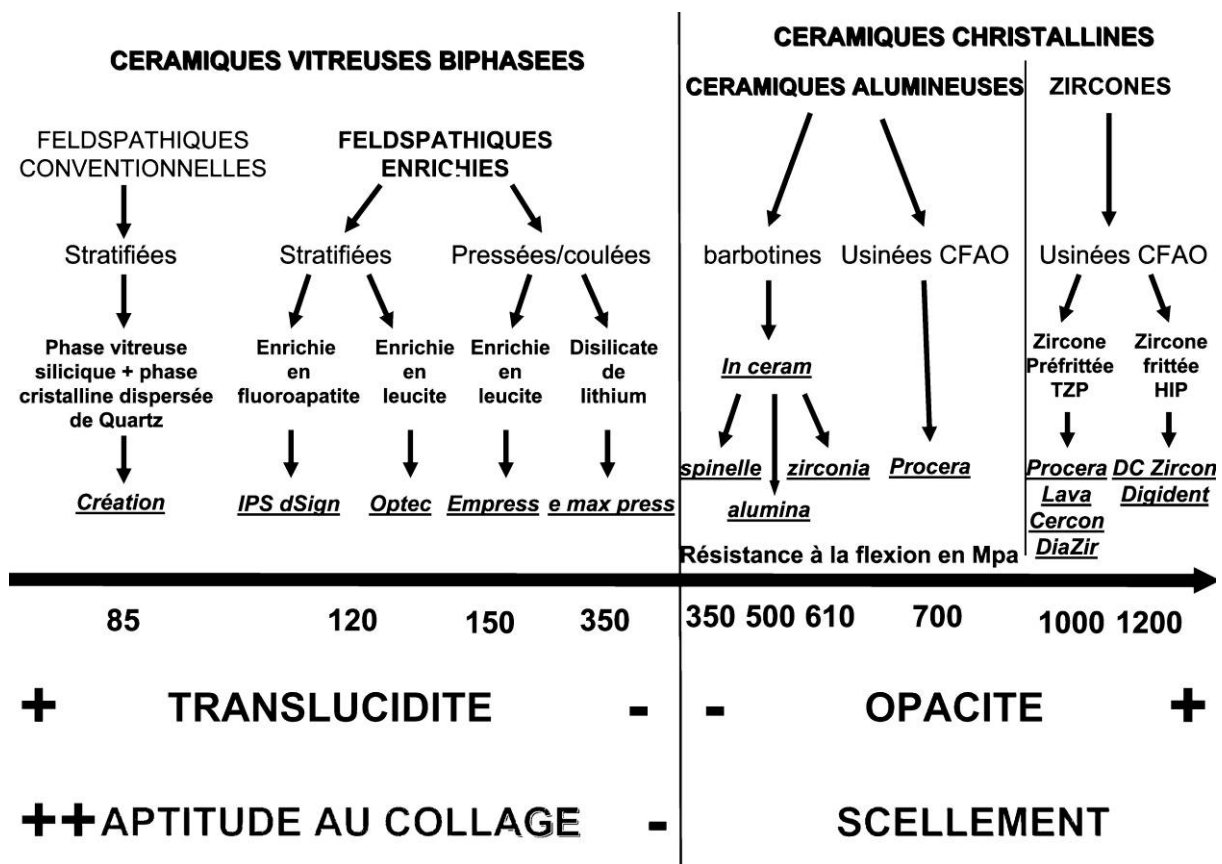 CERAMIQUES VITREUSES BIPHASEES
CERAMIQUES CHRISTALLINES
CERAMIQUES ALUMINEUSES
ZIRCONES
FELDSPATHIQUES
CONVENTIONNELLES
FELDSPATHIQUES
ENRICHIES
Stratifiées
Stratifiées
Pressées/coulées
barbotines
Usinées CFAO
Usinées CFAO
Phase vitreuse
silicique + phase
cristalline dispersée
de Quartz
Enrichie
en
fluoroapatite
Enrichie
en
leucite
Enrichie
en
leucite
Disilicate
de
lithium
In ceram
Zircone
Préfrittée
TZP
Zircone
frittée
HIP
Création
IPS dSign
Optec
Empress
e max press
spinelle
zirconia
alumina
Procera
Procera
Lava
Cercon
DiaZir
DC Zircon
Digident
Résistance à la flexion en Mpa
85
120
150
350
350 500 610
700
1000 1200
+ TRANSLUCIDITE -
- OPACITE +
++ APTITUDE AU COLLAGE -
SCELLEMENT